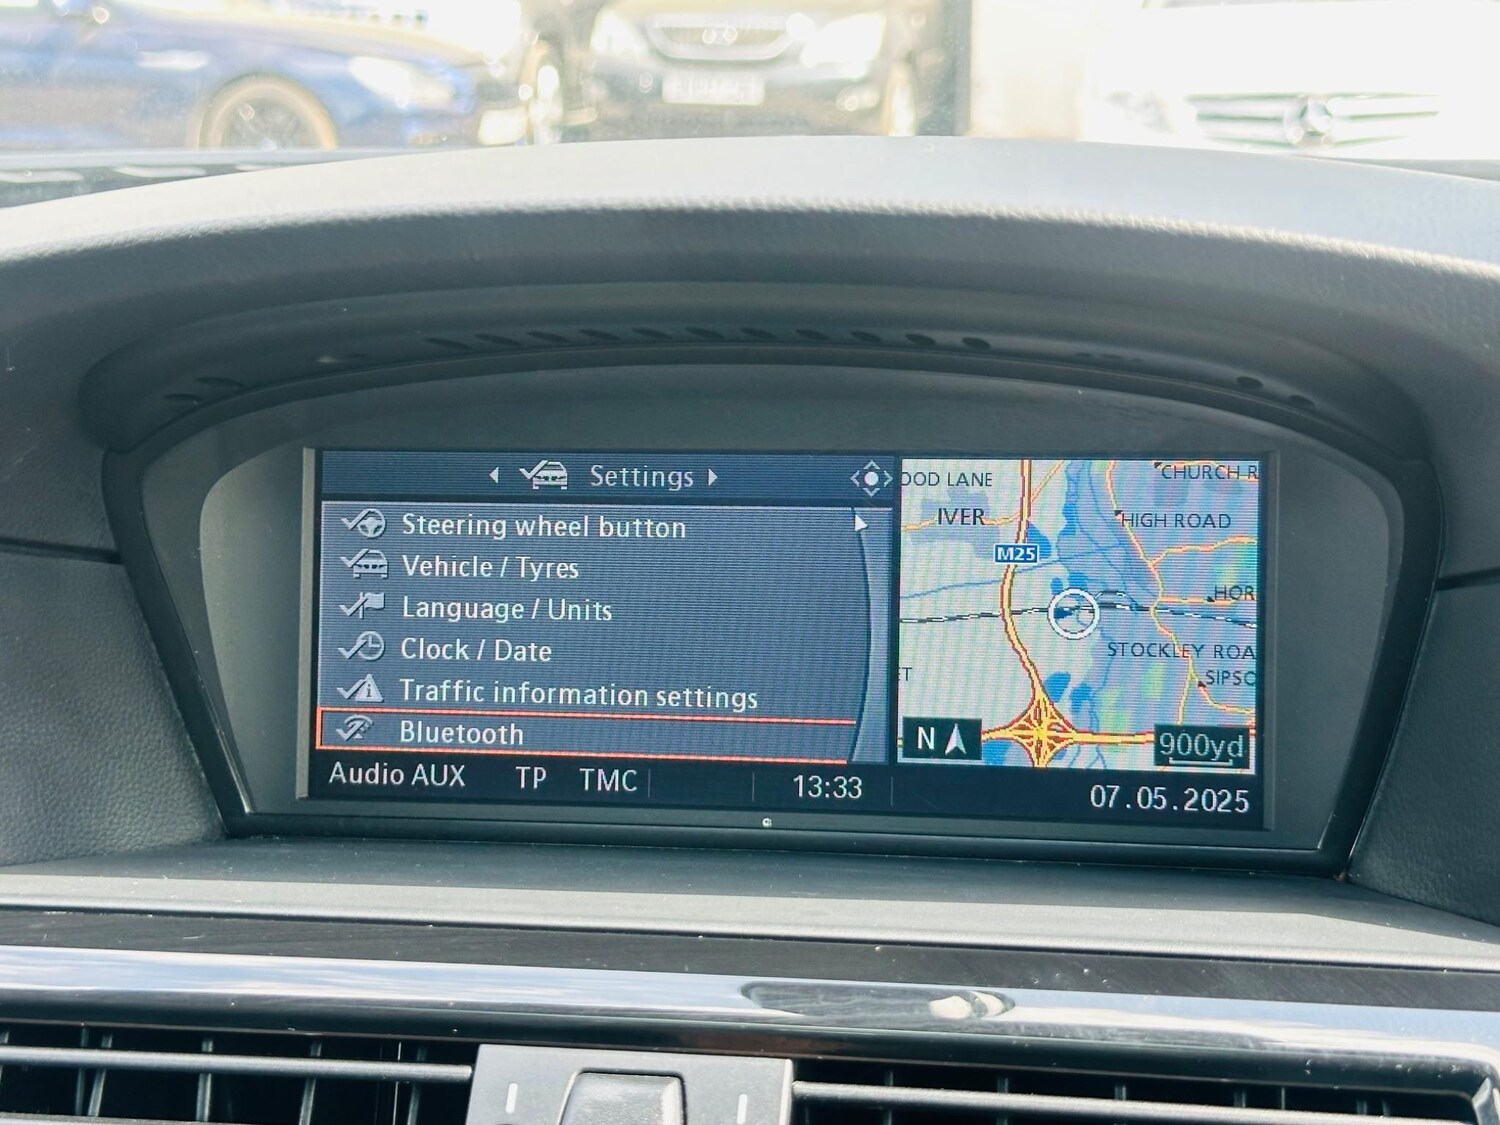 Settings
Steering wheel button
Vehicle / Tyres
Language / Units
Clock / Date
Traffic information settings
Bluetooth
Audio AUX TP TMC 13:33 07.05.2025
OOD LANE
CHURCH R
IVER
HIGH ROAD
M25
HOR
STOCKLEY ROA
ET
SIPSO
N
900yd